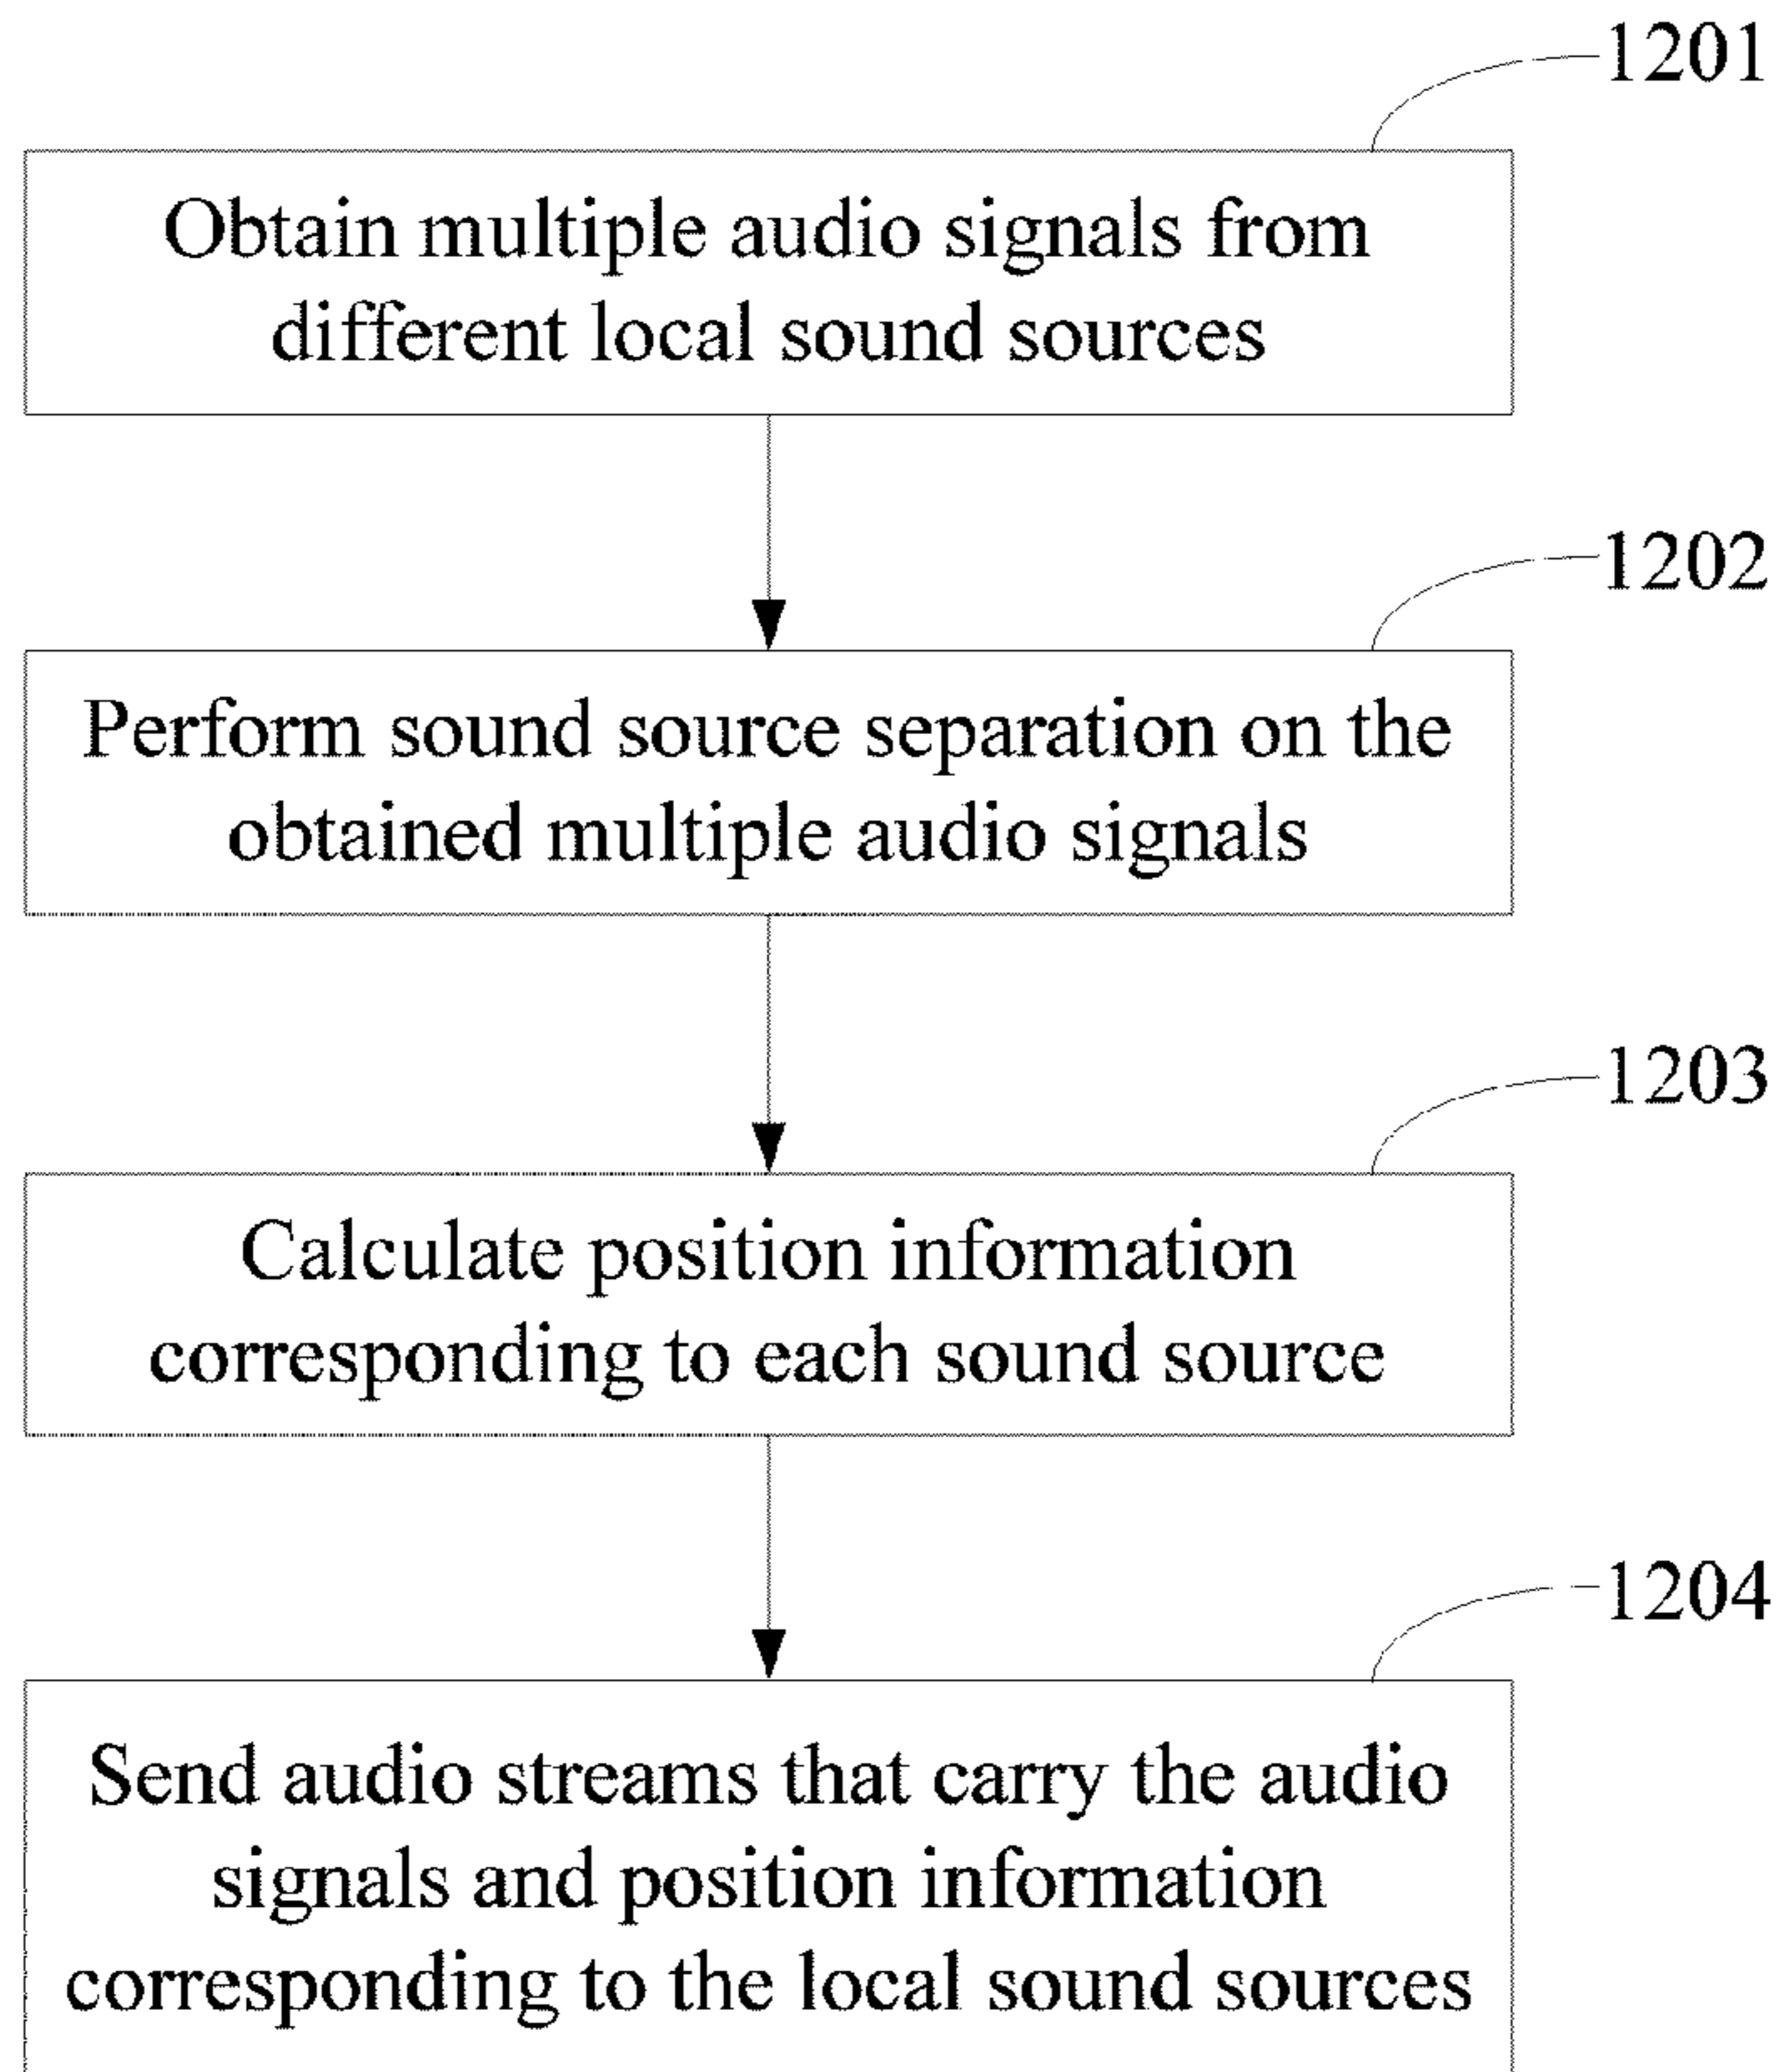 1201
Obtain multiple audio signals from
different local sound sources
1202
Perform sound source separation on the
obtained multiple audio signals
1203
Calculate position information
corresponding to each sound source
1204
Send audio streams that carry the audio
signals and position information
corresponding to the local sound sources